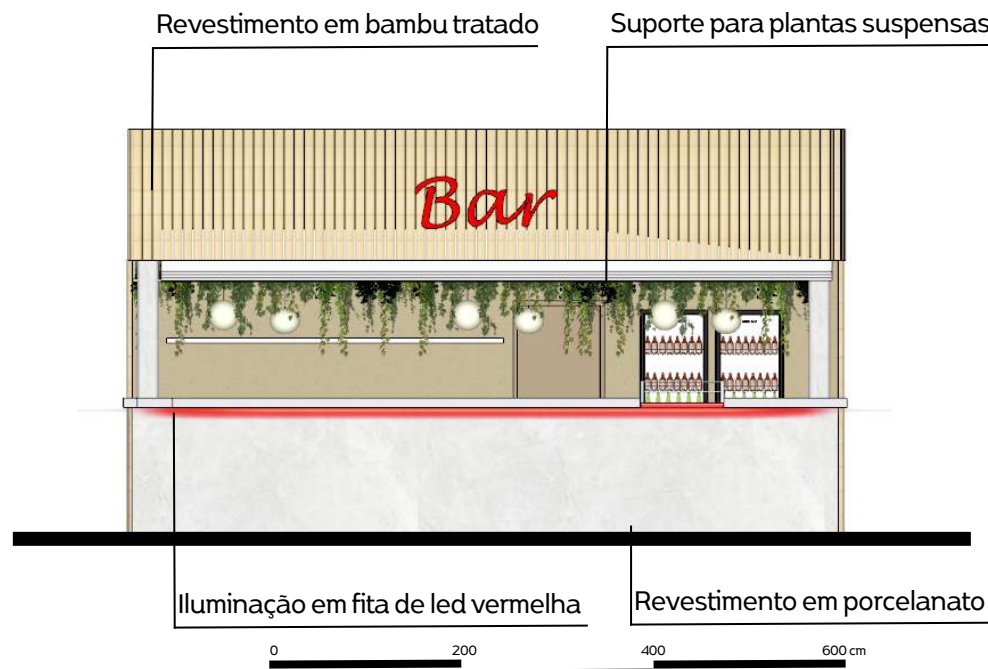 Revestimento em bambu tratado
Suporte para plantas suspensas
Bar
Iluminação em fita de led vermelha
Revestimento em porcelanato
0 200 400 600 cm